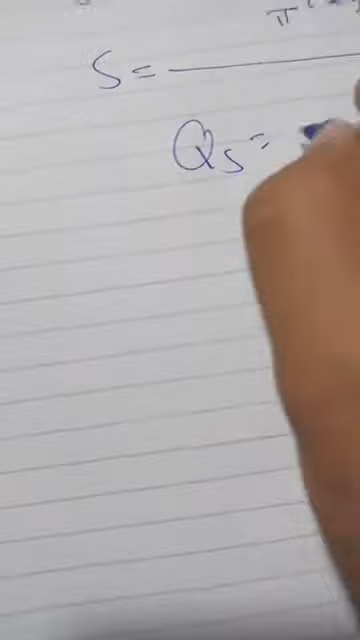 π
S =
Qs =